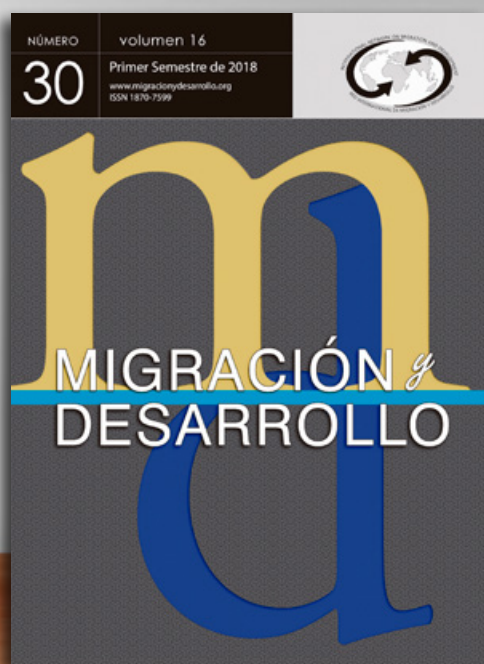 NÚMERO
30
volumen 16
Primer Semestre de 2018
www.migracionydesarrollo.org
ISSN 1870-7599
m
d
MIGRACIÓN y
DESARROLLO